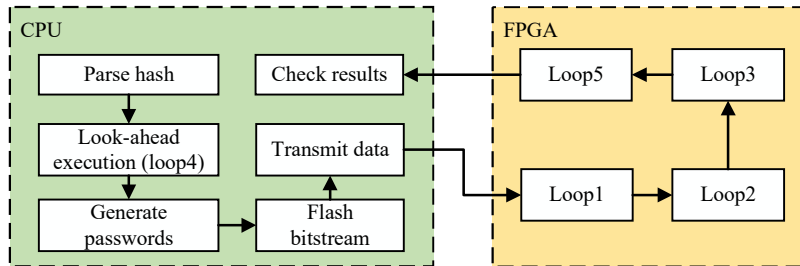 CPU
Parse hash
Look-ahead
execution (loop4)
Generate
passwords
Flash
bitstream
Transmit data
Check results
FPGA
Loop1
Loop2
Loop3
Loop5